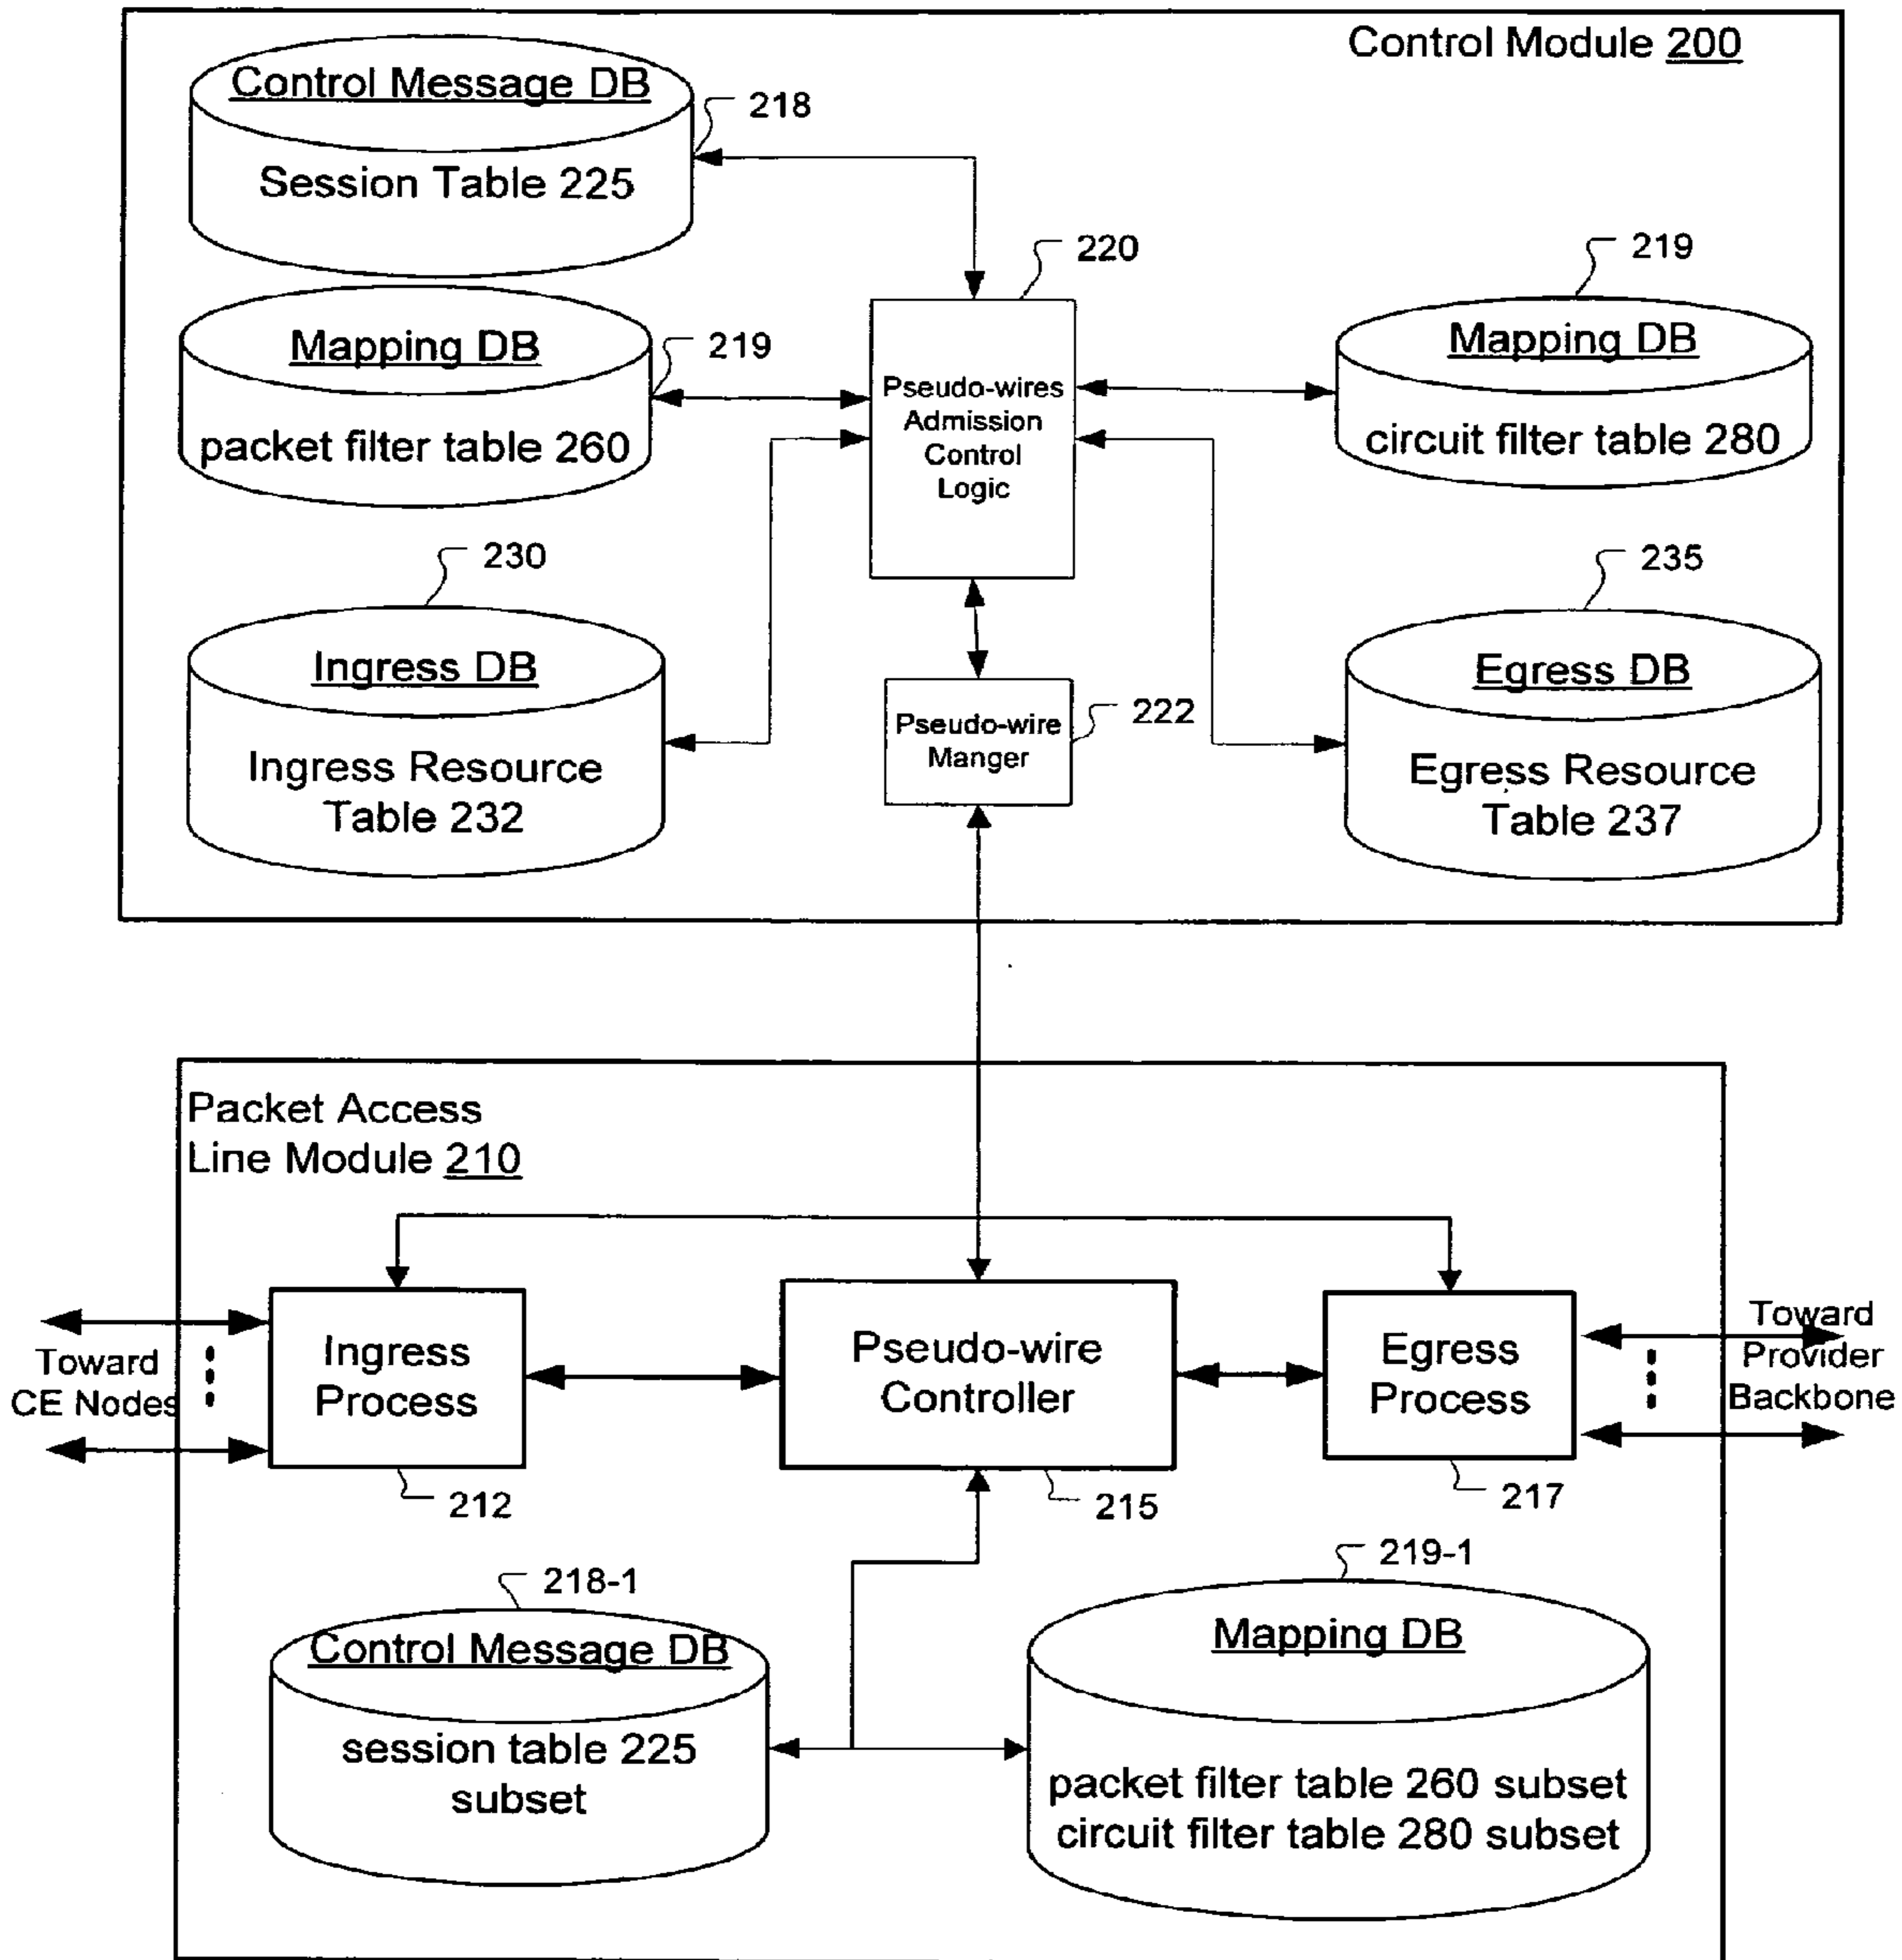 Control Module 200
Control Message DB
218
Session Table 225
220
219
Mapping DB
219
packet filter table 260
Pseudo-wires
Admission
Control
Logic
Mapping DB
circuit filter table 280
230
235
Ingress DB
Ingress Resource
Table 232
Pseudo-wire
Manger
222
Egress DB
Egress Resource
Table 237
Packet Access
Line Module 210
Toward
CE Nodes
Ingress
Process
Pseudo-wire
Controller
Egress
Process
Toward
Provider
Backbone
212
215
217
218-1
219-1
Control Message DB
session table 225
subset
Mapping DB
packet filter table 260 subset
circuit filter table 280 subset